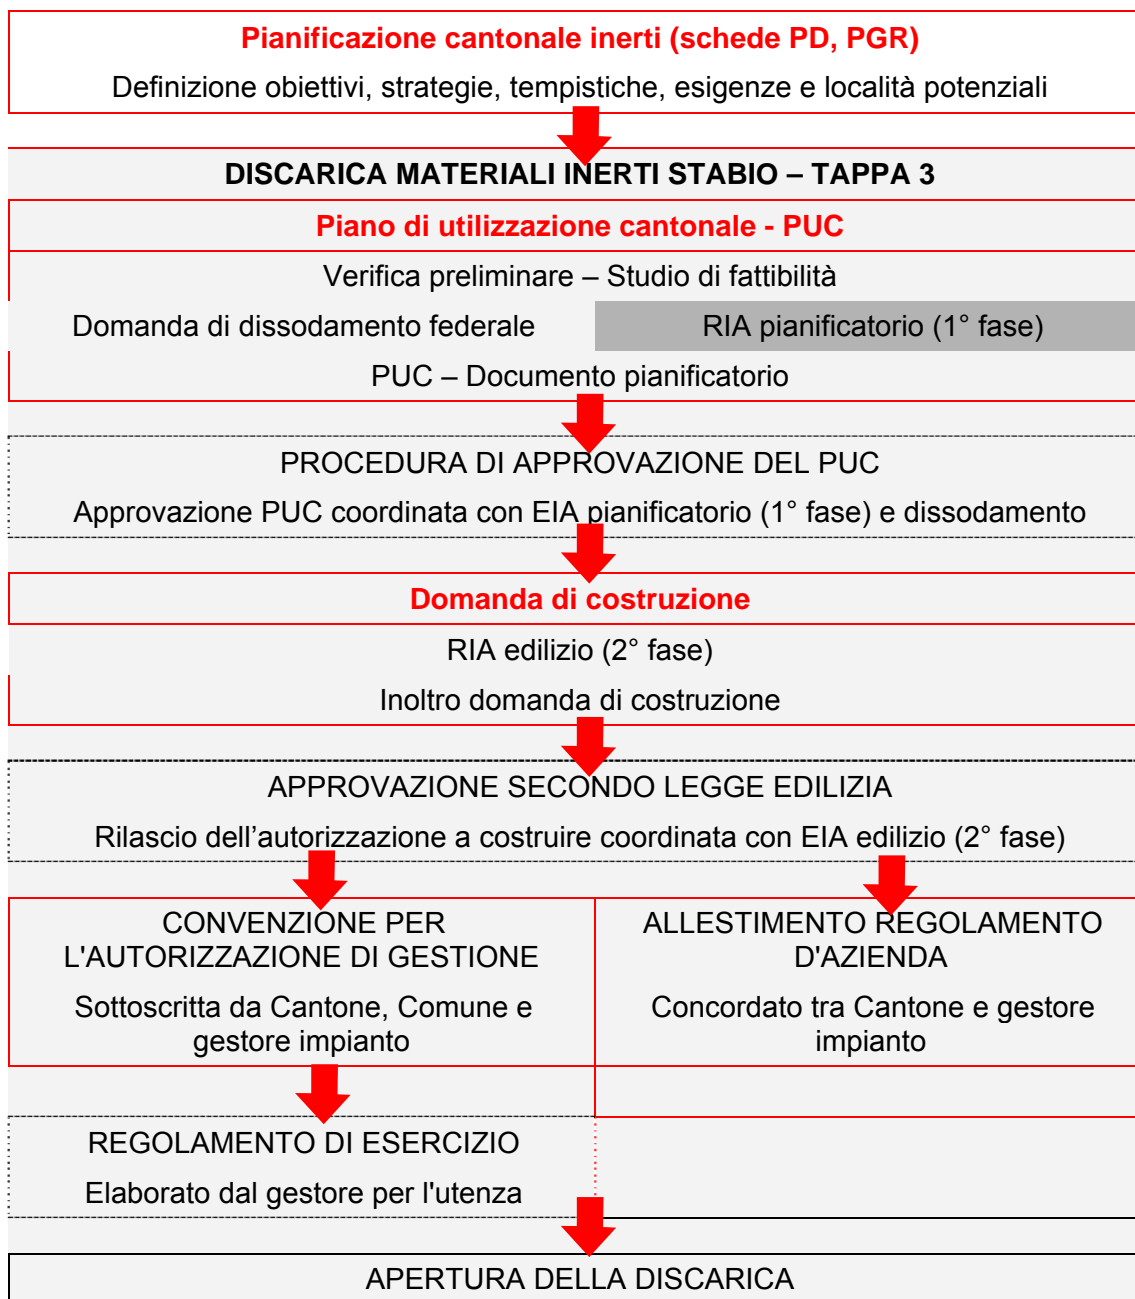 Pianificazione cantonale inerti (schede PD, PGR)
Definizione obiettivi, strategie, tempistiche, esigenze e località potenziali
DISCARICA MATERIALI INERTI STABIO – TAPPA 3
Piano di utilizzazione cantonale - PUC
Verifica preliminare – Studio di fattibilità
Domanda di dissodamento federale
RIA pianificatorio (1° fase)
PUC – Documento pianificatorio
PROCEDURA DI APPROVAZIONE DEL PUC
Approvazione PUC coordinata con EIA pianificatorio (1° fase) e dissodamento
Domanda di costruzione
RIA edilizio (2° fase)
Inoltro domanda di costruzione
APPROVAZIONE SECONDO LEGGE EDILIZIA
Rilascio dell’autorizzazione a costruire coordinata con EIA edilizio (2° fase)
CONVENZIONE PER
L'AUTORIZZAZIONE DI GESTIONE
Sottoscritta da Cantone, Comune e
gestore impianto
ALLESTIMENTO REGOLAMENTO
D'AZIENDA
Concordato tra Cantone e gestore
impianto
REGOLAMENTO DI ESERCIZIO
Elaborato dal gestore per l'utenza
APERTURA DELLA DISCARICA